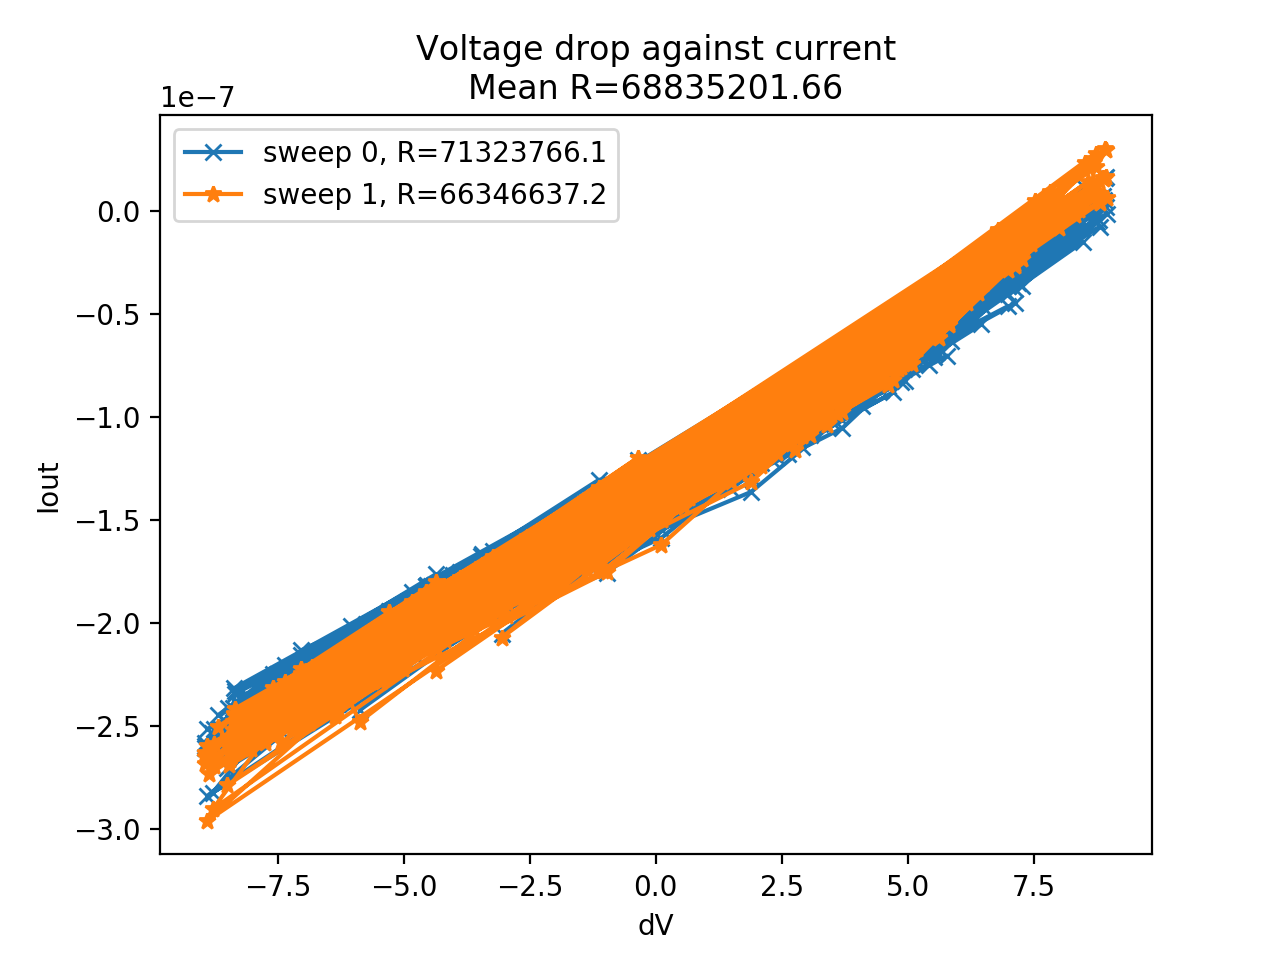 Voltage drop against current
Mean R=68835201.66
1e−7
sweep 0, R=71323766.1
sweep 1, R=66346637.2
0.0
−0.5
−1.0
−1.5
−2.0
−2.5
−3.0
Iout
−7.5
−5.0
−2.5
0.0
2.5
5.0
7.5
dV